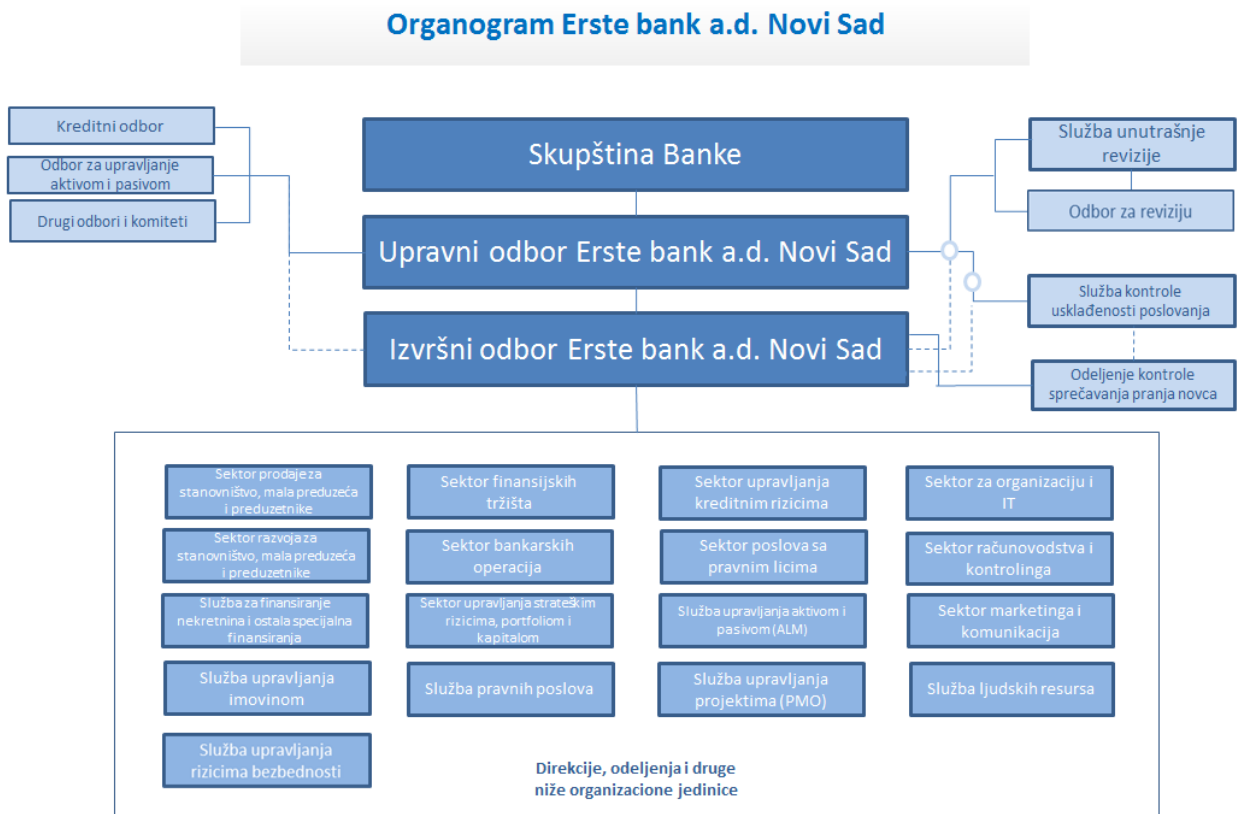 Organogram Erste bank a.d. Novi Sad
Kreditni odbor
Odbor za upravljanje
aktivom i pasivom
Drugi odbori i komiteti
Skupština Banke
Upravni odbor Erste bank a.d. Novi Sad
Izvršni odbor Erste bank a.d. Novi Sad
Služba unutrašnje
revizije
Odbor za reviziju
Služba kontrole
usklađenosti poslovanja
Odeljenje kontrole
sprečavanja pranja novca
Sektor prodaje za
stanovništvo, mala preduzeća
i preduzetnike
Sektor finansijskih
tržišta
Sektor upravljanja
kreditnim rizicima
Sektor za organizaciju i
IT
Sektor razvoja za
stanovništvo, mala preduzeća
i preduzetnike
Sektor bankarskih
operacija
Sektor poslova sa
pravnim licima
Sektor računovodstva i
kontrolinga
Služba za finansiranje
nekretnina i ostala specijalna
finansiranja
Sektor upravljanja strateškim
rizicima, portfoliom i
kapitalom
Služba upravljanja aktivom i
pasivom (ALM)
Sektor marketinga i
komunikacija
Služba upravljanja
imovinom
Služba pravnih poslova
Služba upravljanja
projektima (PMO)
Služba ljudskih resursa
Služba upravljanja
rizicima bezbednosti
Direkcije, odeljenja i druge
niže organizacione jedinice